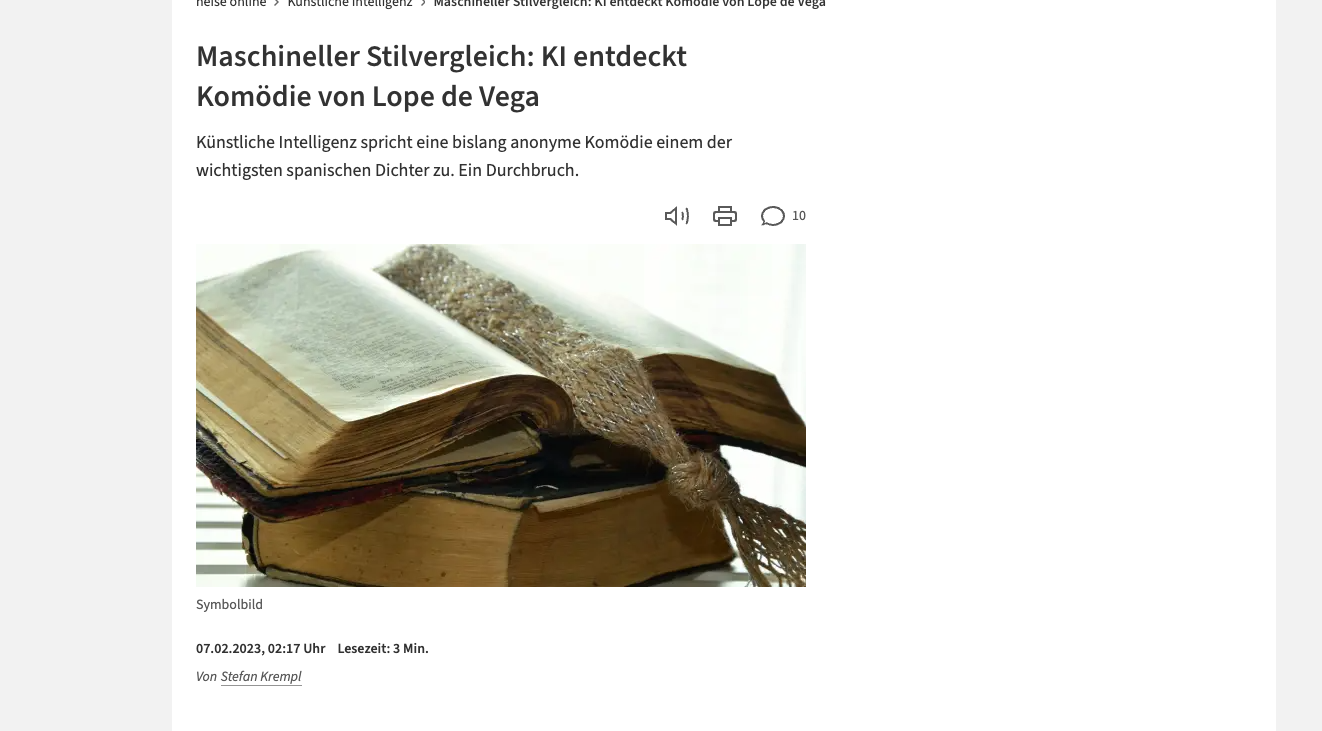 heise online > Künstliche Intelligenz > Maschineller Stilvergleich: KI entdeckt Komödie von Lope de Vega
Maschineller Stilvergleich: KI entdeckt
Komödie von Lope de Vega
Künstliche Intelligenz spricht eine bislang anonyme Komödie einem der
wichtigsten spanischen Dichter zu. Ein Durchbruch.
10
Symbolbild
07.02.2023, 02:17 Uhr Lesezeit: 3 Min.
Von Stefan Krempl